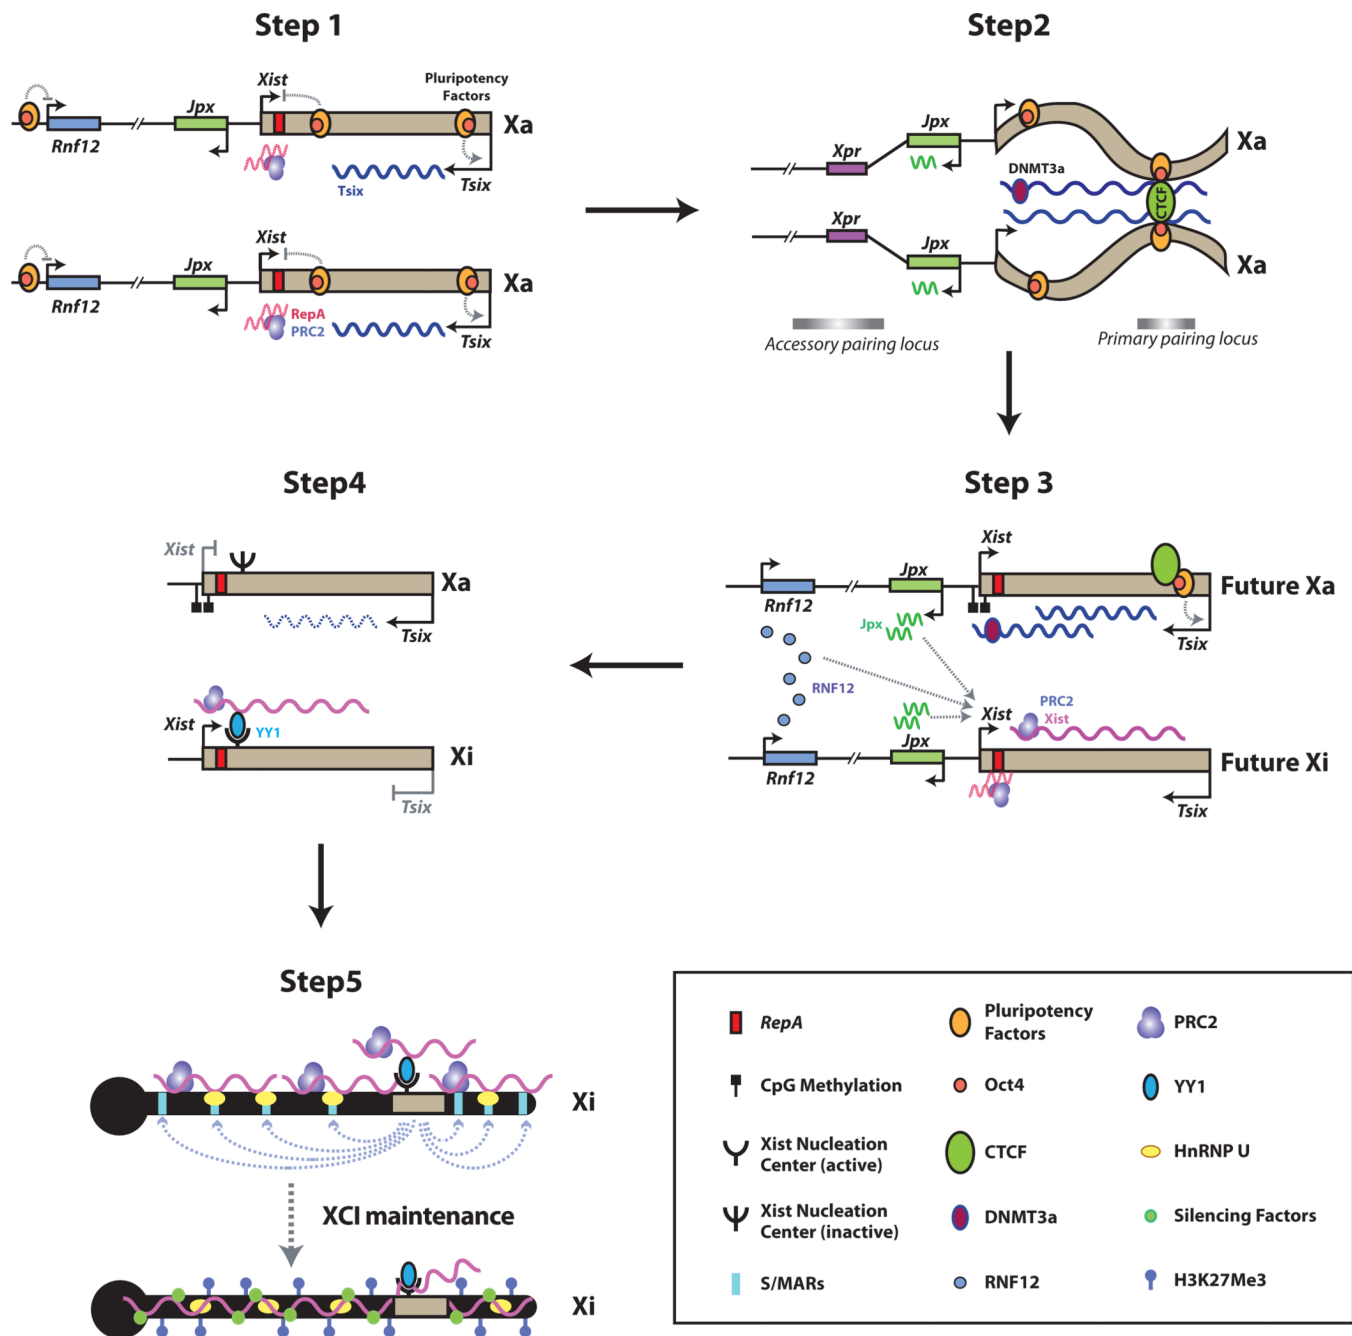 Step 1
Xist
Pluripotency
Factors
Jpx
Rnf12
Xa
Tsix
Tsix
Xist
Jpx
Rnf12
Xa
RepA
PRC2
Tsix
Step2
Jpx
Xpr
DNMT3a
Xa
CTCF
Xpr
Jpx
Xa
Accessory pairing locus
Primary pairing locus
Step 3
Xist
Jpx
Rnf12
Future Xa
Jpx
Tsix
RNF12
PRC2
Xist
Xist
Jpx
Rnf12
Future Xi
Tsix
Step4
Xist
Xa
Tsix
Xist
YY1
Xi
Tsix
Step5
Xi
XCI maintenance
Xi
RepA
Pluripotency
Factors
PRC2
CpG Methylation
Oct4
YY1
Xist Nucleation
Center (active)
CTCF
HnRNP U
Xist Nucleation
Center (inactive)
DNMT3a
Silencing Factors
S/MARs
RNF12
H3K27Me3